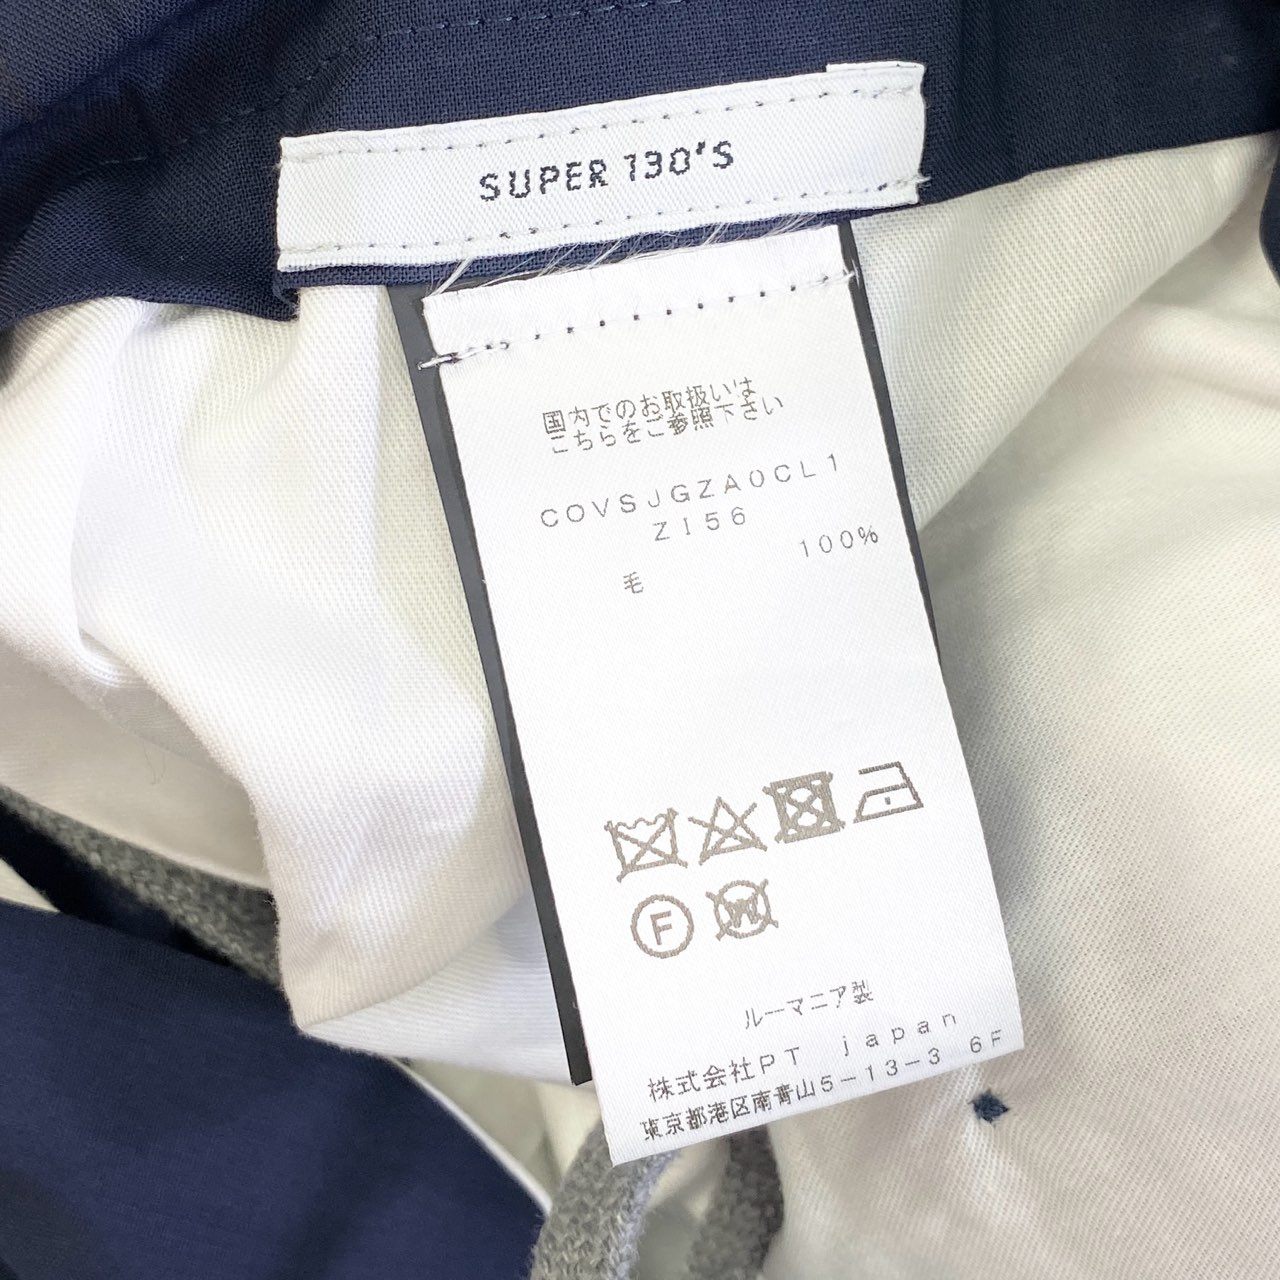 SUPER 130'S
国内でのお取扱いは
こちらをご参照下さい
COVSJGZA0CL1
ZI56
毛 100%
F
W
ルーマニア製
株式会社PT japan
東京都港区南青山5-13-3 6F